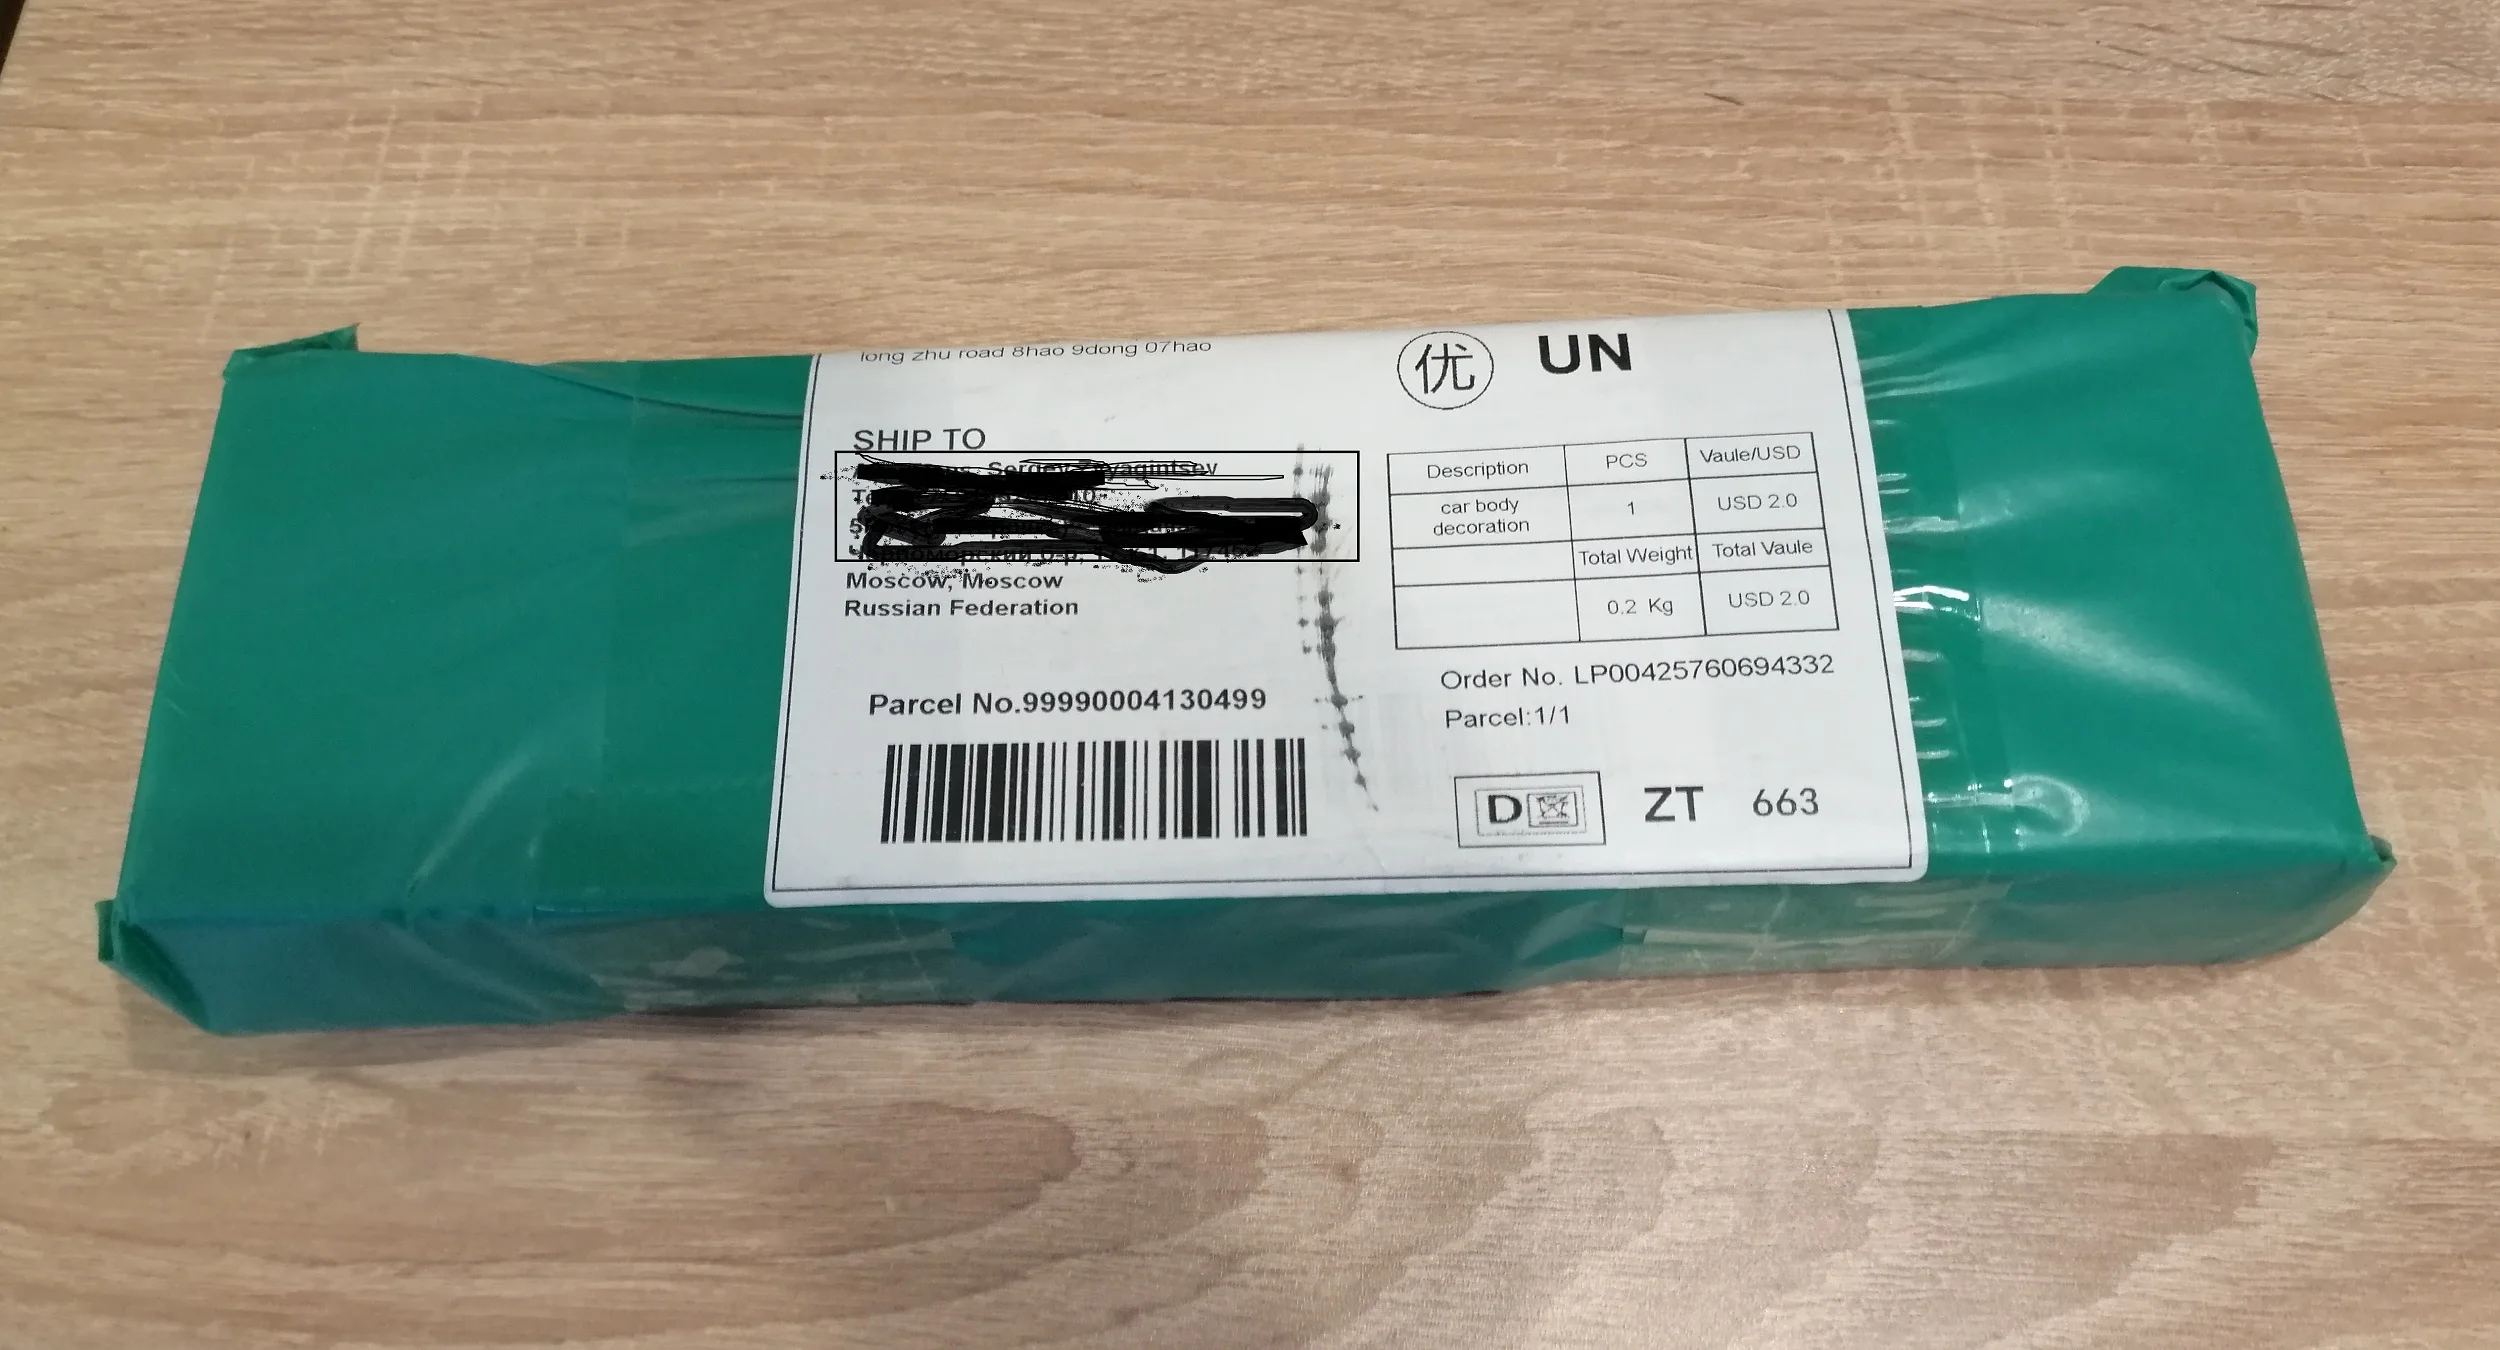 long zhu road 8hao 9dong 07hao
优 UN
SHIP TO
Moscow, Moscow
Russian Federation
Parcel No.99990004130499
Description PCS Vaule/USD
car body
decoration 1 USD 2.0
Total Weight Total Vaule
0.2 Kg USD 2.0
Order No. LP00425760694332
Parcel:1/1
D ZT 663